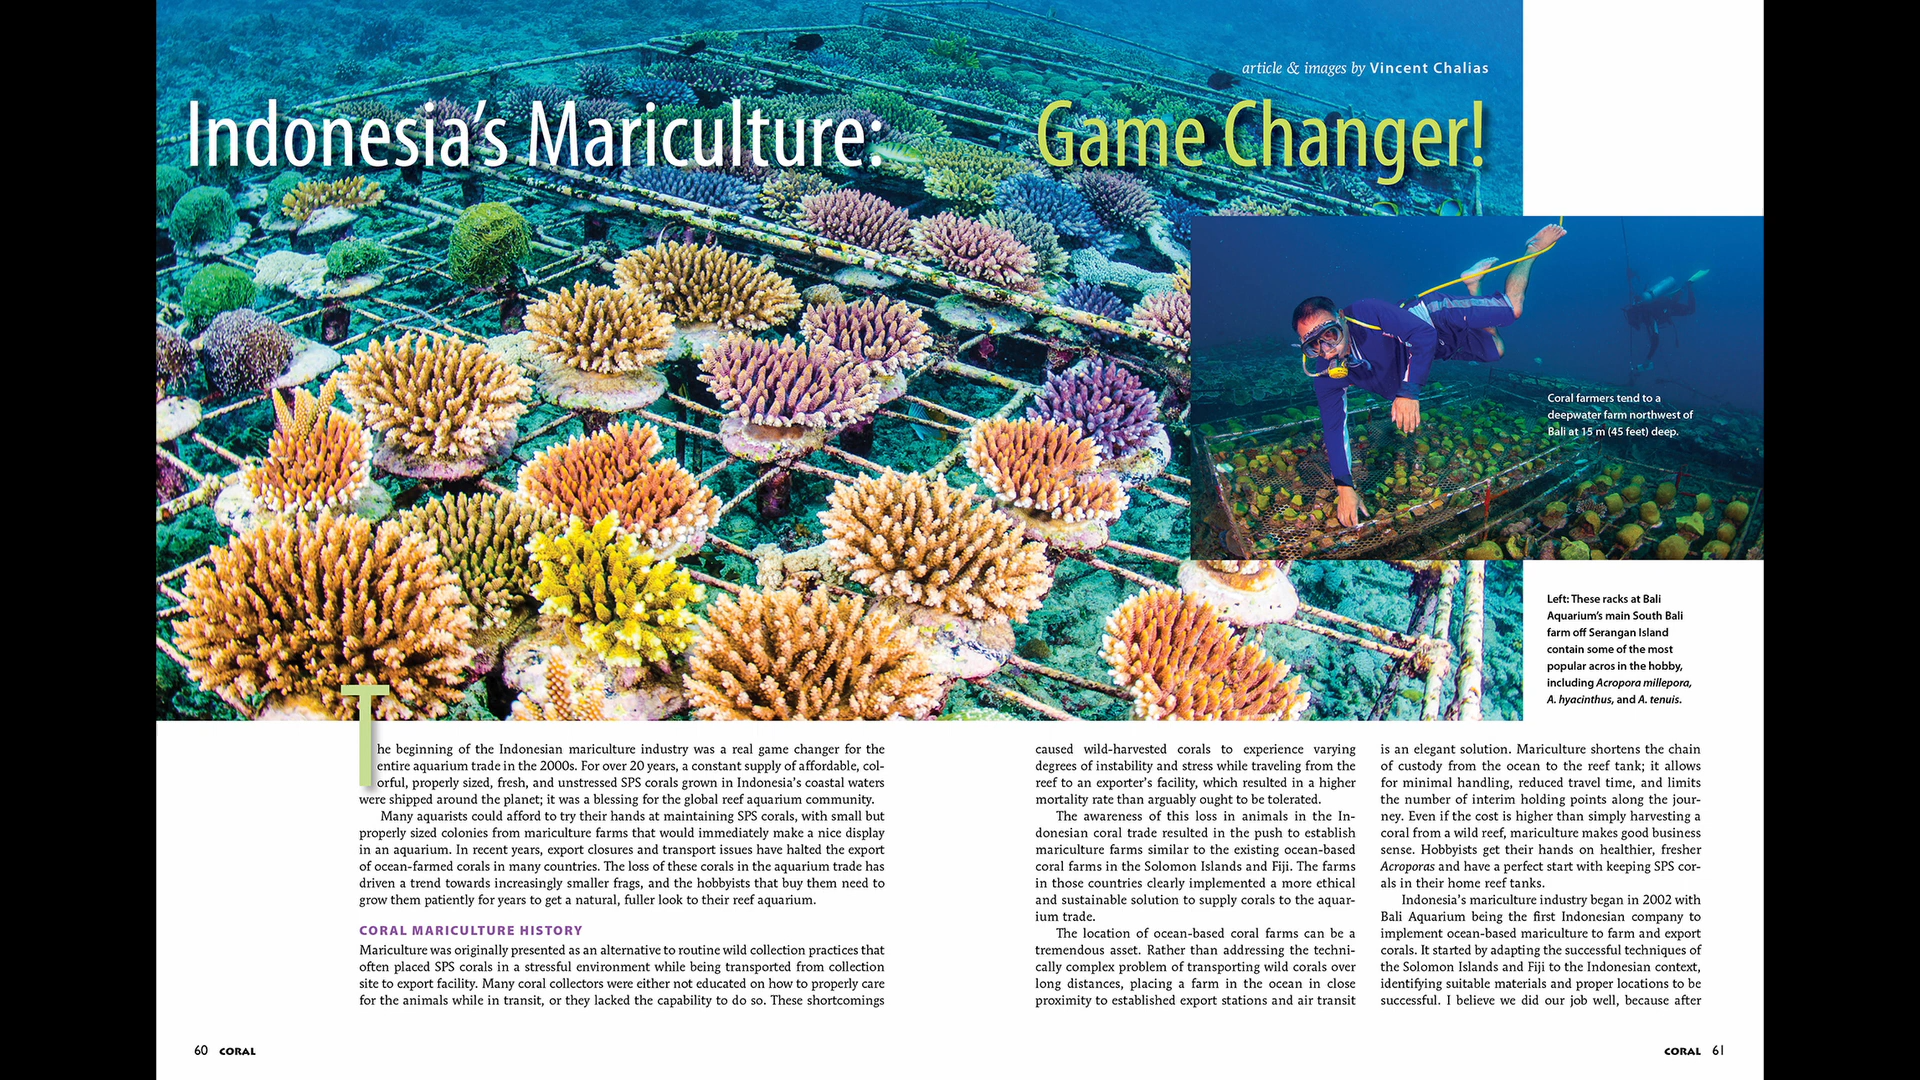 article & images by Vincent Chalias
Indonesia's Mariculture: Game Changer!
Coral farmers tend to a
deepwater farm northwest of
Bali at 15 m (45 feet) deep.
Left: These racks at Bali
Aquarium's main South Bali
farm off Serangan Island
contain some of the most
popular acros in the hobby,
including Acropora millepora,
A. hyacinthus, and A. tenuis.
The beginning of the Indonesian mariculture industry was a real game changer for the
entire aquarium trade in the 2000s. For over 20 years, a constant supply of affordable, col-
orful, properly sized, fresh, and unstressed SPS corals grown in Indonesia's coastal waters
were shipped around the planet; it was a blessing for the global reef aquarium community.
Many aquarists could afford to try their hands at maintaining SPS corals, with small but
properly sized colonies from mariculture farms that would immediately make a nice display
in an aquarium. In recent years, export closures and transport issues have halted the export
of ocean-farmed corals in many countries. The loss of these corals in the aquarium trade has
driven a trend towards increasingly smaller frags, and the hobbyists that buy them need to
grow them patiently for years to get a natural, fuller look to their reef aquarium.
CORAL MARICULTURE HISTORY
Mariculture was originally presented as an alternative to routine wild collection practices that
often placed SPS corals in a stressful environment while being transported from collection
site to export facility. Many coral collectors were either not educated on how to properly care
for the animals while in transit, or they lacked the capability to do so. These shortcomings
caused wild-harvested corals to experience varying
degrees of instability and stress while traveling from the
reef to an exporter's facility, which resulted in a higher
mortality rate than arguably ought to be tolerated.
The awareness of this loss in animals in the In-
donesian coral trade resulted in the push to establish
mariculture farms similar to the existing ocean-based
coral farms in the Solomon Islands and Fiji. The farms
in those countries clearly implemented a more ethical
and sustainable solution to supply corals to the aquar-
ium trade.
The location of ocean-based coral farms can be a
tremendous asset. Rather than addressing the techni-
cally complex problem of transporting wild corals over
long distances, placing a farm in the ocean in close
proximity to established export stations and air transit
is an elegant solution. Mariculture shortens the chain
of custody from the ocean to the reef tank; it allows
for minimal handling, reduced travel time, and limits
the number of interim holding points along the jour-
ney. Even if the cost is higher than simply harvesting a
coral from a wild reef, mariculture makes good business
sense. Hobbyists get their hands on healthier, fresher
Acroporas and have a perfect start with keeping SPS cor-
als in their home reef tanks.
Indonesia's mariculture industry began in 2002 with
Bali Aquarium being the first Indonesian company to
implement ocean-based mariculture to farm and export
corals. It started by adapting the successful techniques of
the Solomon Islands and Fiji to the Indonesian context,
identifying suitable materials and proper locations to be
successful. I believe we did our job well, because after
60 CORAL
CORAL 61